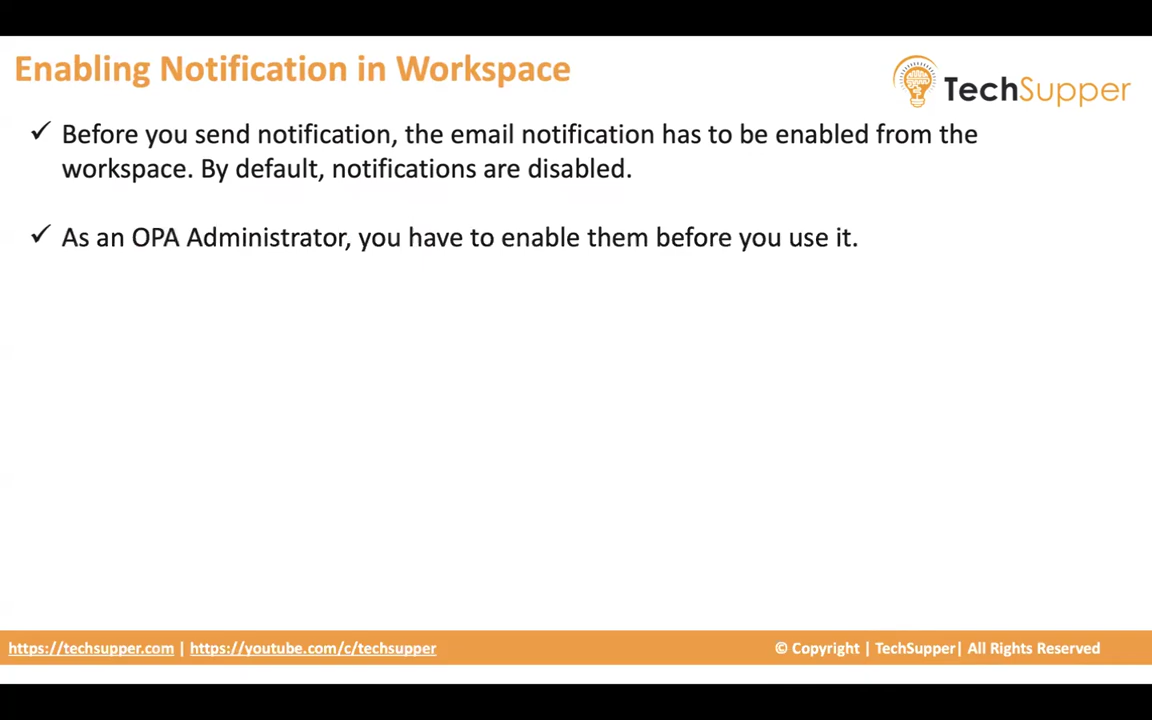 Enabling Notification in Workspace
TechSupper
✓ Before you send notification, the email notification has to be enabled from the
workspace. By default, notifications are disabled.
✓ As an OPA Administrator, you have to enable them before you use it.
https://techsupper.com | https://youtube.com/c/techsupper
© Copyright | TechSupper| All Rights Reserved